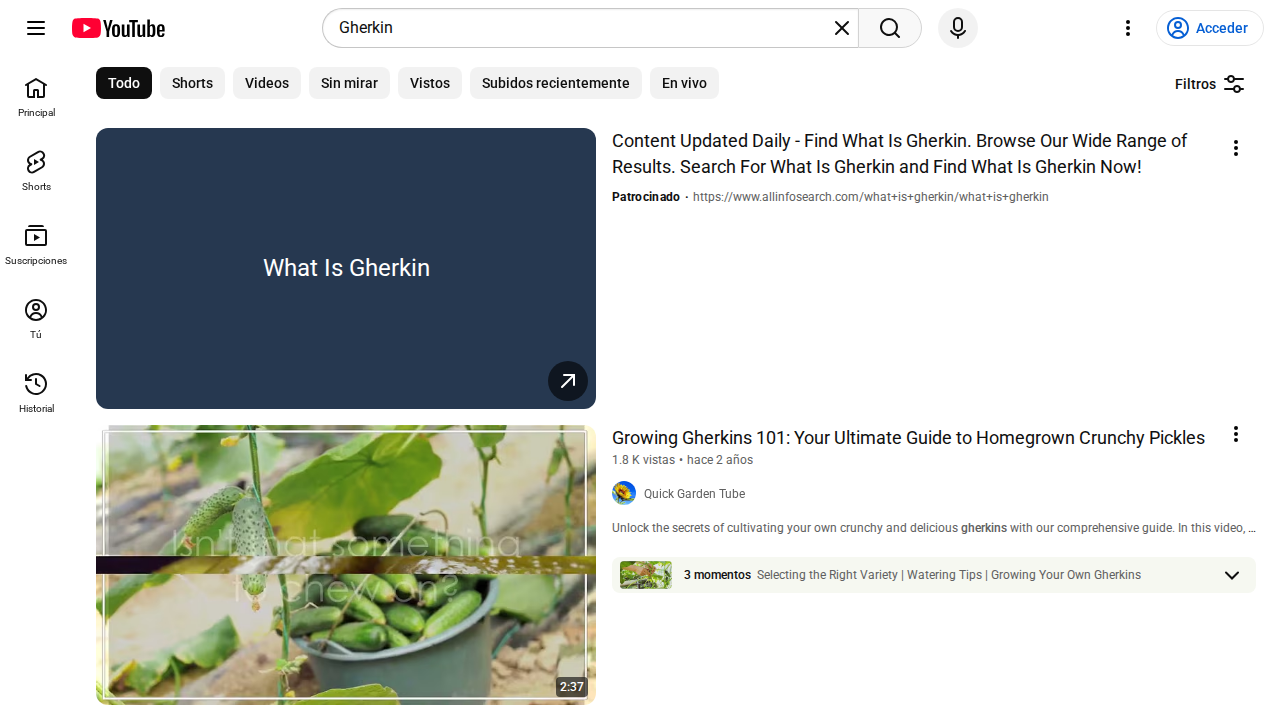 YouTube
Gherkin
Acceder
Todo
Shorts
Videos
Sin mirar
Vistos
Subidos recientemente
En vivo
Filtros
Principal
Shorts
Suscripciones
Tú
Historial
What Is Gherkin
Content Updated Daily - Find What Is Gherkin. Browse Our Wide Range of
Results. Search For What Is Gherkin and Find What Is Gherkin Now!
Patrocinado · https://www.allinfosearch.com/what+is+gherkin/what+is+gherkin
Isn't that something
to chew on?
2:37
Growing Gherkins 101: Your Ultimate Guide to Homegrown Crunchy Pickles
1.8 K vistas • hace 2 años
Quick Garden Tube
Unlock the secrets of cultivating your own crunchy and delicious gherkins with our comprehensive guide. In this video, ...
3 momentos Selecting the Right Variety | Watering Tips | Growing Your Own Gherkins